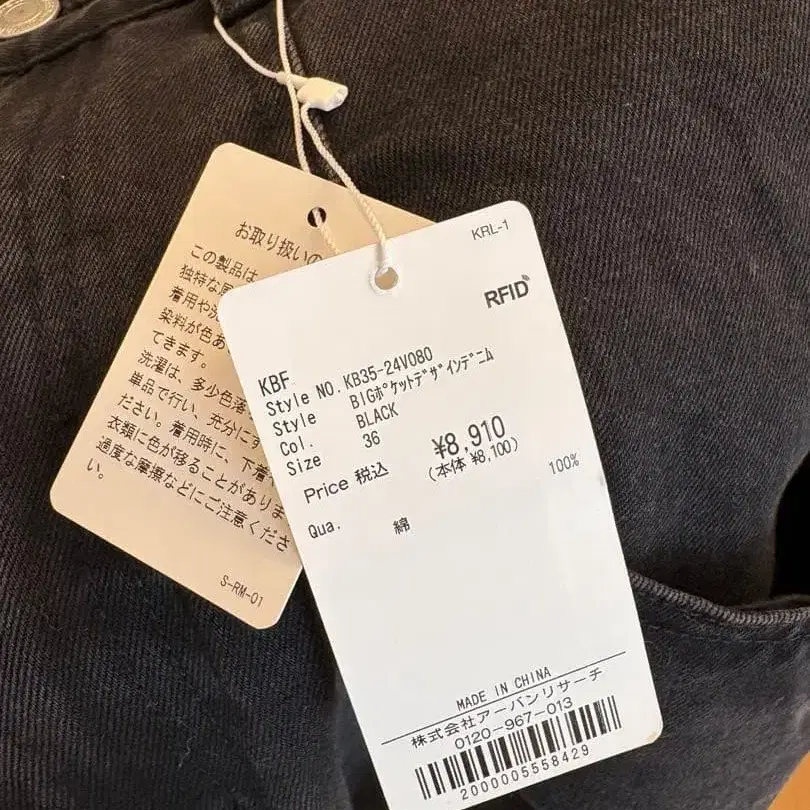 お取り扱いの
この製品は
独特な風
着用や洗
染料が色あ
てきます。
洗濯は、多少色落
単品で行い、充分にす
ださい。着用時に、下着や
衣類に色が移ることがありま
過度な摩擦などにご注意くださ
い。
S-RM-01
KRL-1
RFID
KBF
Style NO. KB35-24V080
Style BIGポケットデザインデニム
Col. BLACK
Size 36
Price 税込 ¥8,910
(本体 ¥8,100)
Qua. 綿 100%
MADE IN CHINA
株式会社アーバンリサーチ
0120-967-013
2000005558429